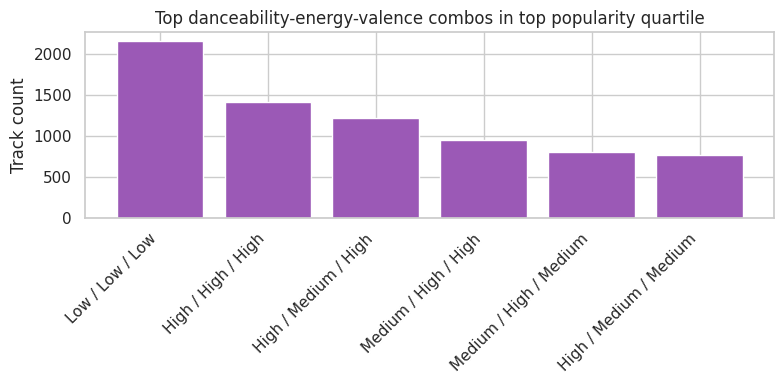 Top danceability-energy-valence combos in top popularity quartile
Track count
2000
1500
1000
500
0
Low / Low / Low
High / High / High
High / Medium / High
Medium / High / High
Medium / High / Medium
High / Medium / Medium